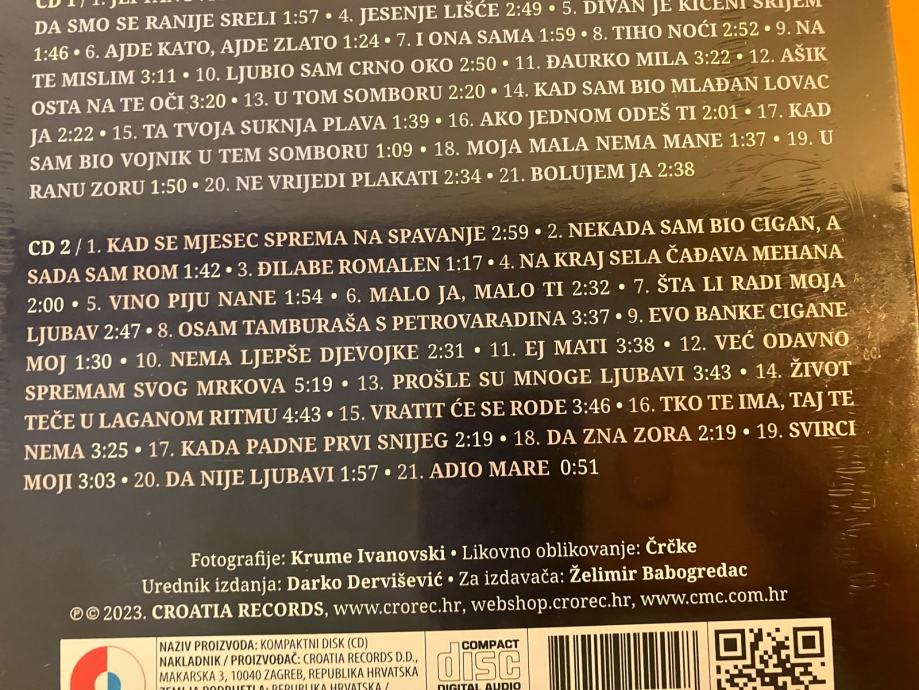 CD 1 / 1.
DA SMO SE RANIJE SRELI 1:57 • 4. JESENJE LIŠĆE 2:49 • 5. DIVAN JE KIĆENI SRIJEM
1:46 • 6. AJDE KATO, AJDE ZLATO 1:24 • 7. I ONA SAMA 1:59 • 8. TIHO NOĆI 2:52 • 9. NA
TE MISLIM 3:11 • 10. LJUBIO SAM CRNO OKO 2:50 • 11. ĐAURKO MILA 3:22 • 12. AŠIK
OSTA NA TE OČI 3:20 • 13. U TOM SOMBORU 2:20 • 14. KAD SAM BIO MLAĐAN LOVAC
JA 2:22 • 15. TA TVOJA SUKNJA PLAVA 1:39 • 16. AKO JEDNOM ODEŠ TI 2:01 • 17. KAD
SAM BIO VOJNIK U TEM SOMBORU 1:09 • 18. MOJA MALA NEMA MANE 1:37 • 19. U
RANU ZORU 1:50 • 20. NE VRIJEDI PLAKATI 2:34 • 21. BOLUJEM JA 2:38
CD 2 / 1. KAD SE MJESEC SPREMA NA SPAVANJE 2:59 • 2. NEKADA SAM BIO CIGAN, A
SADA SAM ROM 1:42 • 3. ĐILABE ROMALEN 1:17 • 4. NA KRAJ SELA ČAĐAVA MEHANA
2:00 • 5. VINO PIJU NANE 1:54 • 6. MALO JA, MALO TI 2:32 • 7. ŠTA LI RADI MOJA
LJUBAV 2:47 • 8. OSAM TAMBURAŠA S PETROVARADINA 3:37 • 9. EVO BANKE CIGANE
MOJ 1:30 • 10. NEMA LJEPŠE DJEVOJKE 2:31 • 11. EJ MATI 3:38 • 12. VEĆ ODAVNO
SPREMAM SVOG MRKOVA 5:19 • 13. PROŠLE SU MNOGE LJUBAVI 3:43 • 14. ŽIVOT
TEČE U LAGANOM RITMU 4:43 • 15. VRATIT ĆE SE RODE 3:46 • 16. TKO TE IMA, TAJ TE
NEMA 3:25 • 17. KADA PADNE PRVI SNIJEG 2:19 • 18. DA ZNA ZORA 2:19 • 19. SVIRCI
MOJI 3:03 • 20. DA NIJE LJUBAVI 1:57 • 21. ADIO MARE 0:51
Fotografije: Krume Ivanovski • Likovno oblikovanje: Črčke
Urednik izdanja: Darko Dervišević • Za izdavača: Želimir Babogredac
℗© 2023. CROATIA RECORDS, www.crorec.hr, webshop.crorec.hr, www.cmc.com.hr
NAZIV PROIZVODA: KOMPAKTNI DISK (CD)
NAKLADNIK / PROIZVOĐAČ: CROATIA RECORDS D.D.,
MAKARSKA 3, 10040 ZAGREB, REPUBLIKA HRVATSKA
ZEMLJA PODRIJETLA: REPUBLIKA HRVATSKA /
COMPACT
disc
DIGITAL AUDIO